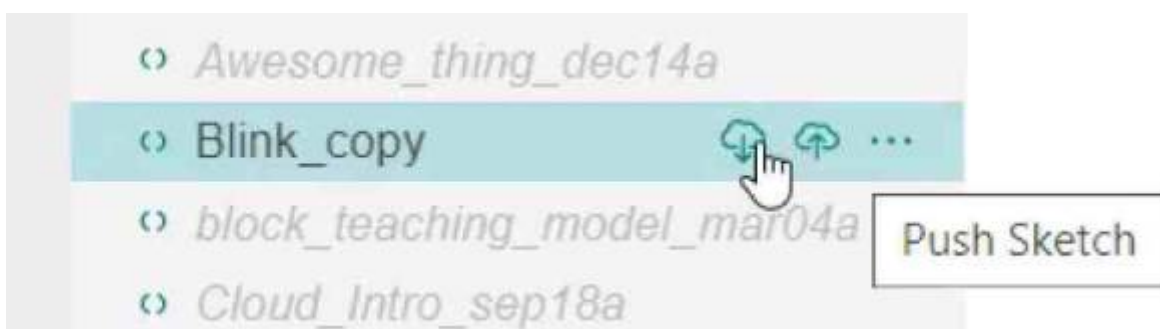 Awesome_thing_dec14a
Blink_copy
block_teaching_model_mar04a
Push Sketch
Cloud_Intro_sep18a